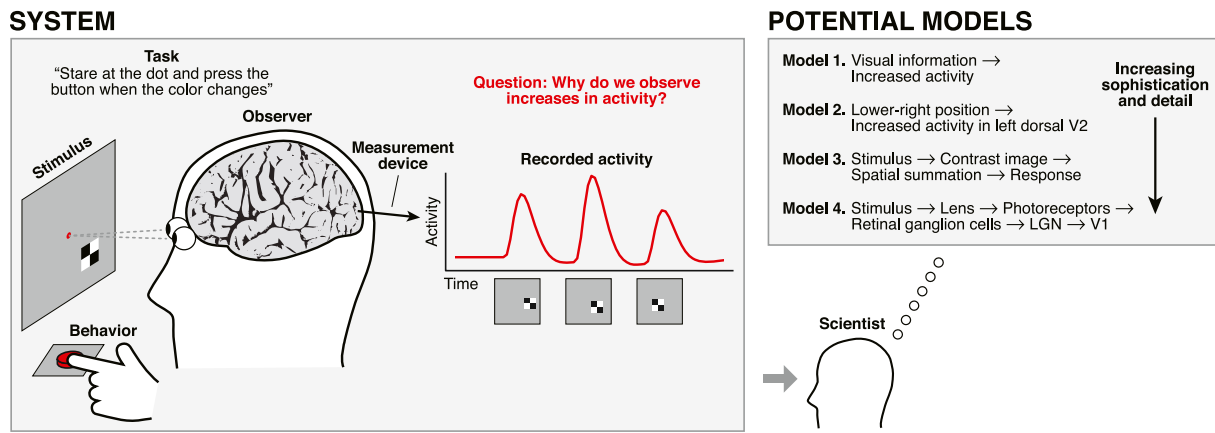 SYSTEM
Task
“Stare at the dot and press the
button when the color changes”
Stimulus
Observer
Measurement
device
Behavior
Question: Why do we observe
increases in activity?
Recorded activity
Activity
Time
POTENTIAL MODELS
Model 1. Visual information →
Increased activity
Model 2. Lower-right position →
Increased activity in left dorsal V2
Model 3. Stimulus → Contrast image →
Spatial summation → Response
Model 4. Stimulus → Lens → Photoreceptors →
Retinal ganglion cells → LGN → V1
Increasing
sophistication
and detail
Scientist